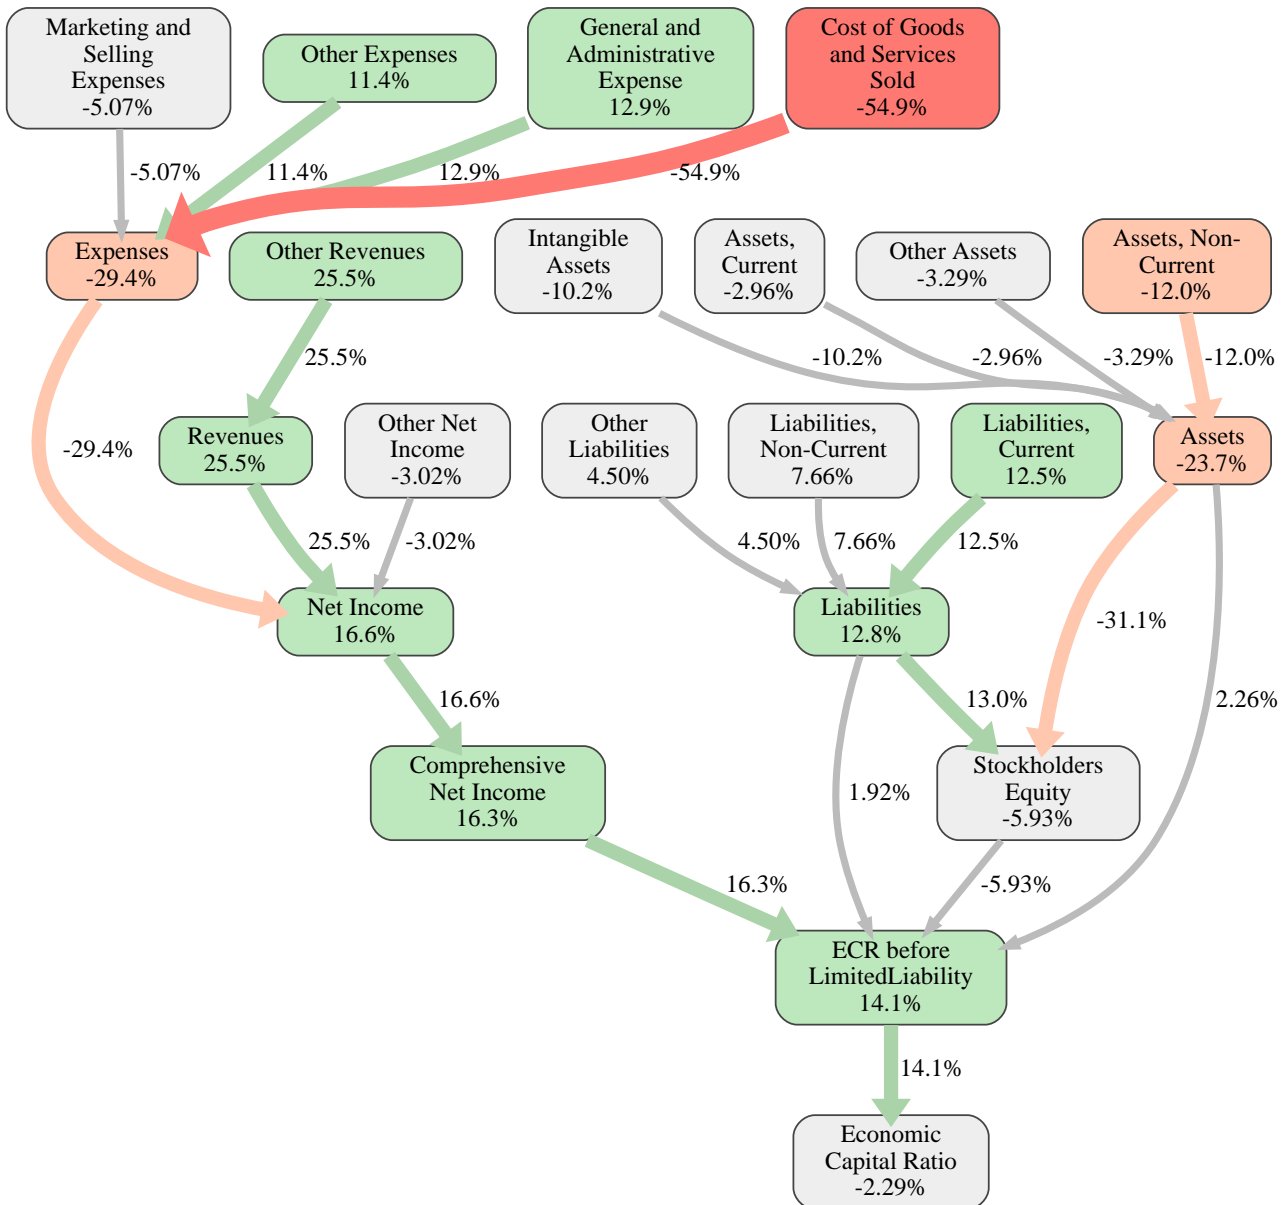 Marketing and
Selling
Expenses
-5.07%
Other Expenses
11.4%
General and
Administrative
Expense
12.9%
Cost of Goods
and Services
Sold
-54.9%
-5.07%
11.4%
12.9%
-54.9%
Expenses
-29.4%
Other Revenues
25.5%
Intangible
Assets
-10.2%
Assets,
Current
-2.96%
Other Assets
-3.29%
Assets, Non-
Current
-12.0%
25.5%
-10.2%
-2.96%
-3.29%
-12.0%
-29.4%
Revenues
25.5%
Other Net
Income
-3.02%
Other
Liabilities
4.50%
Liabilities,
Non-Current
7.66%
Liabilities,
Current
12.5%
Assets
-23.7%
25.5%
-3.02%
4.50%
7.66%
12.5%
Net Income
16.6%
Liabilities
12.8%
-31.1%
16.6%
13.0%
2.26%
Comprehensive
Net Income
16.3%
1.92%
Stockholders
Equity
-5.93%
16.3%
-5.93%
ECR before
LimitedLiability
14.1%
14.1%
Economic
Capital Ratio
-2.29%